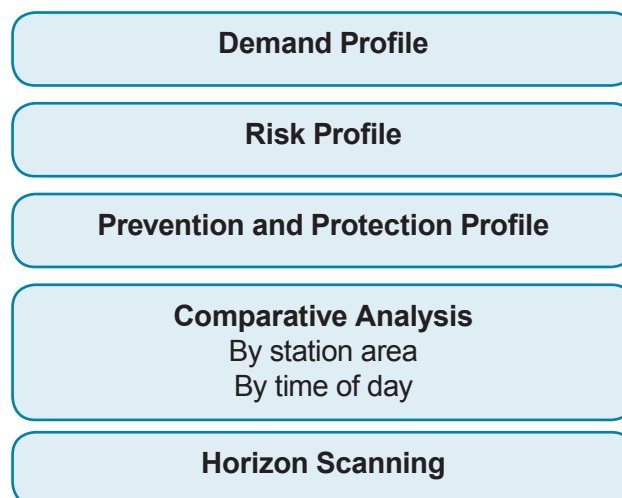 Demand Profile
Risk Profile
Prevention and Protection Profile
Comparative Analysis
By station area
By time of day
Horizon Scanning